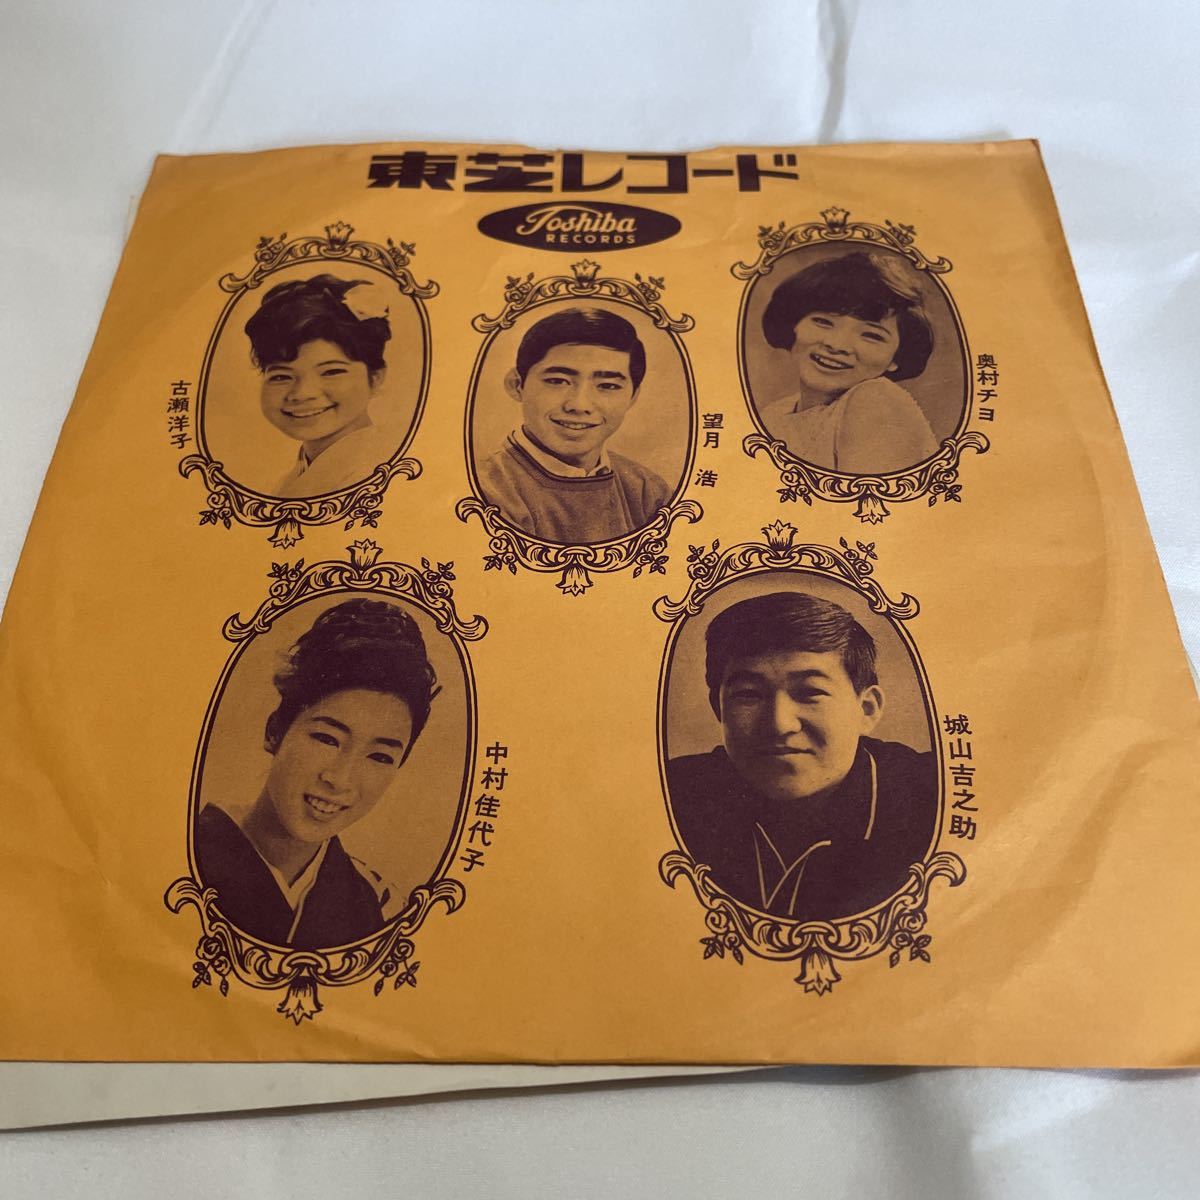 東芝レコード
Toshiba
RECORDS
古瀬洋子
望月 浩
奥村チヨ
中村佳代子
城山吉之助